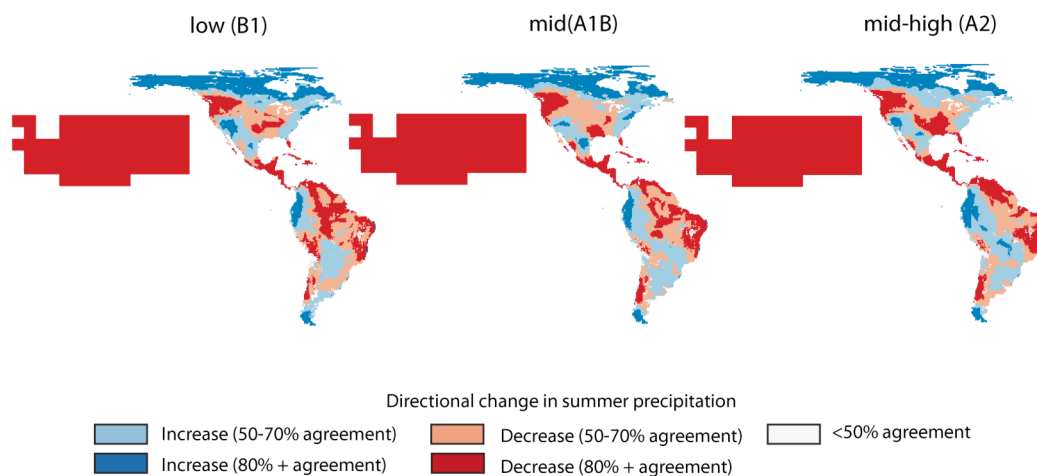 low (B1)
mid(A1B)
mid-high (A2)
Directional change in summer precipitation
Increase (50-70% agreement)
Decrease (50-70% agreement)
<50% agreement
Increase (80% + agreement)
Decrease (80% + agreement)